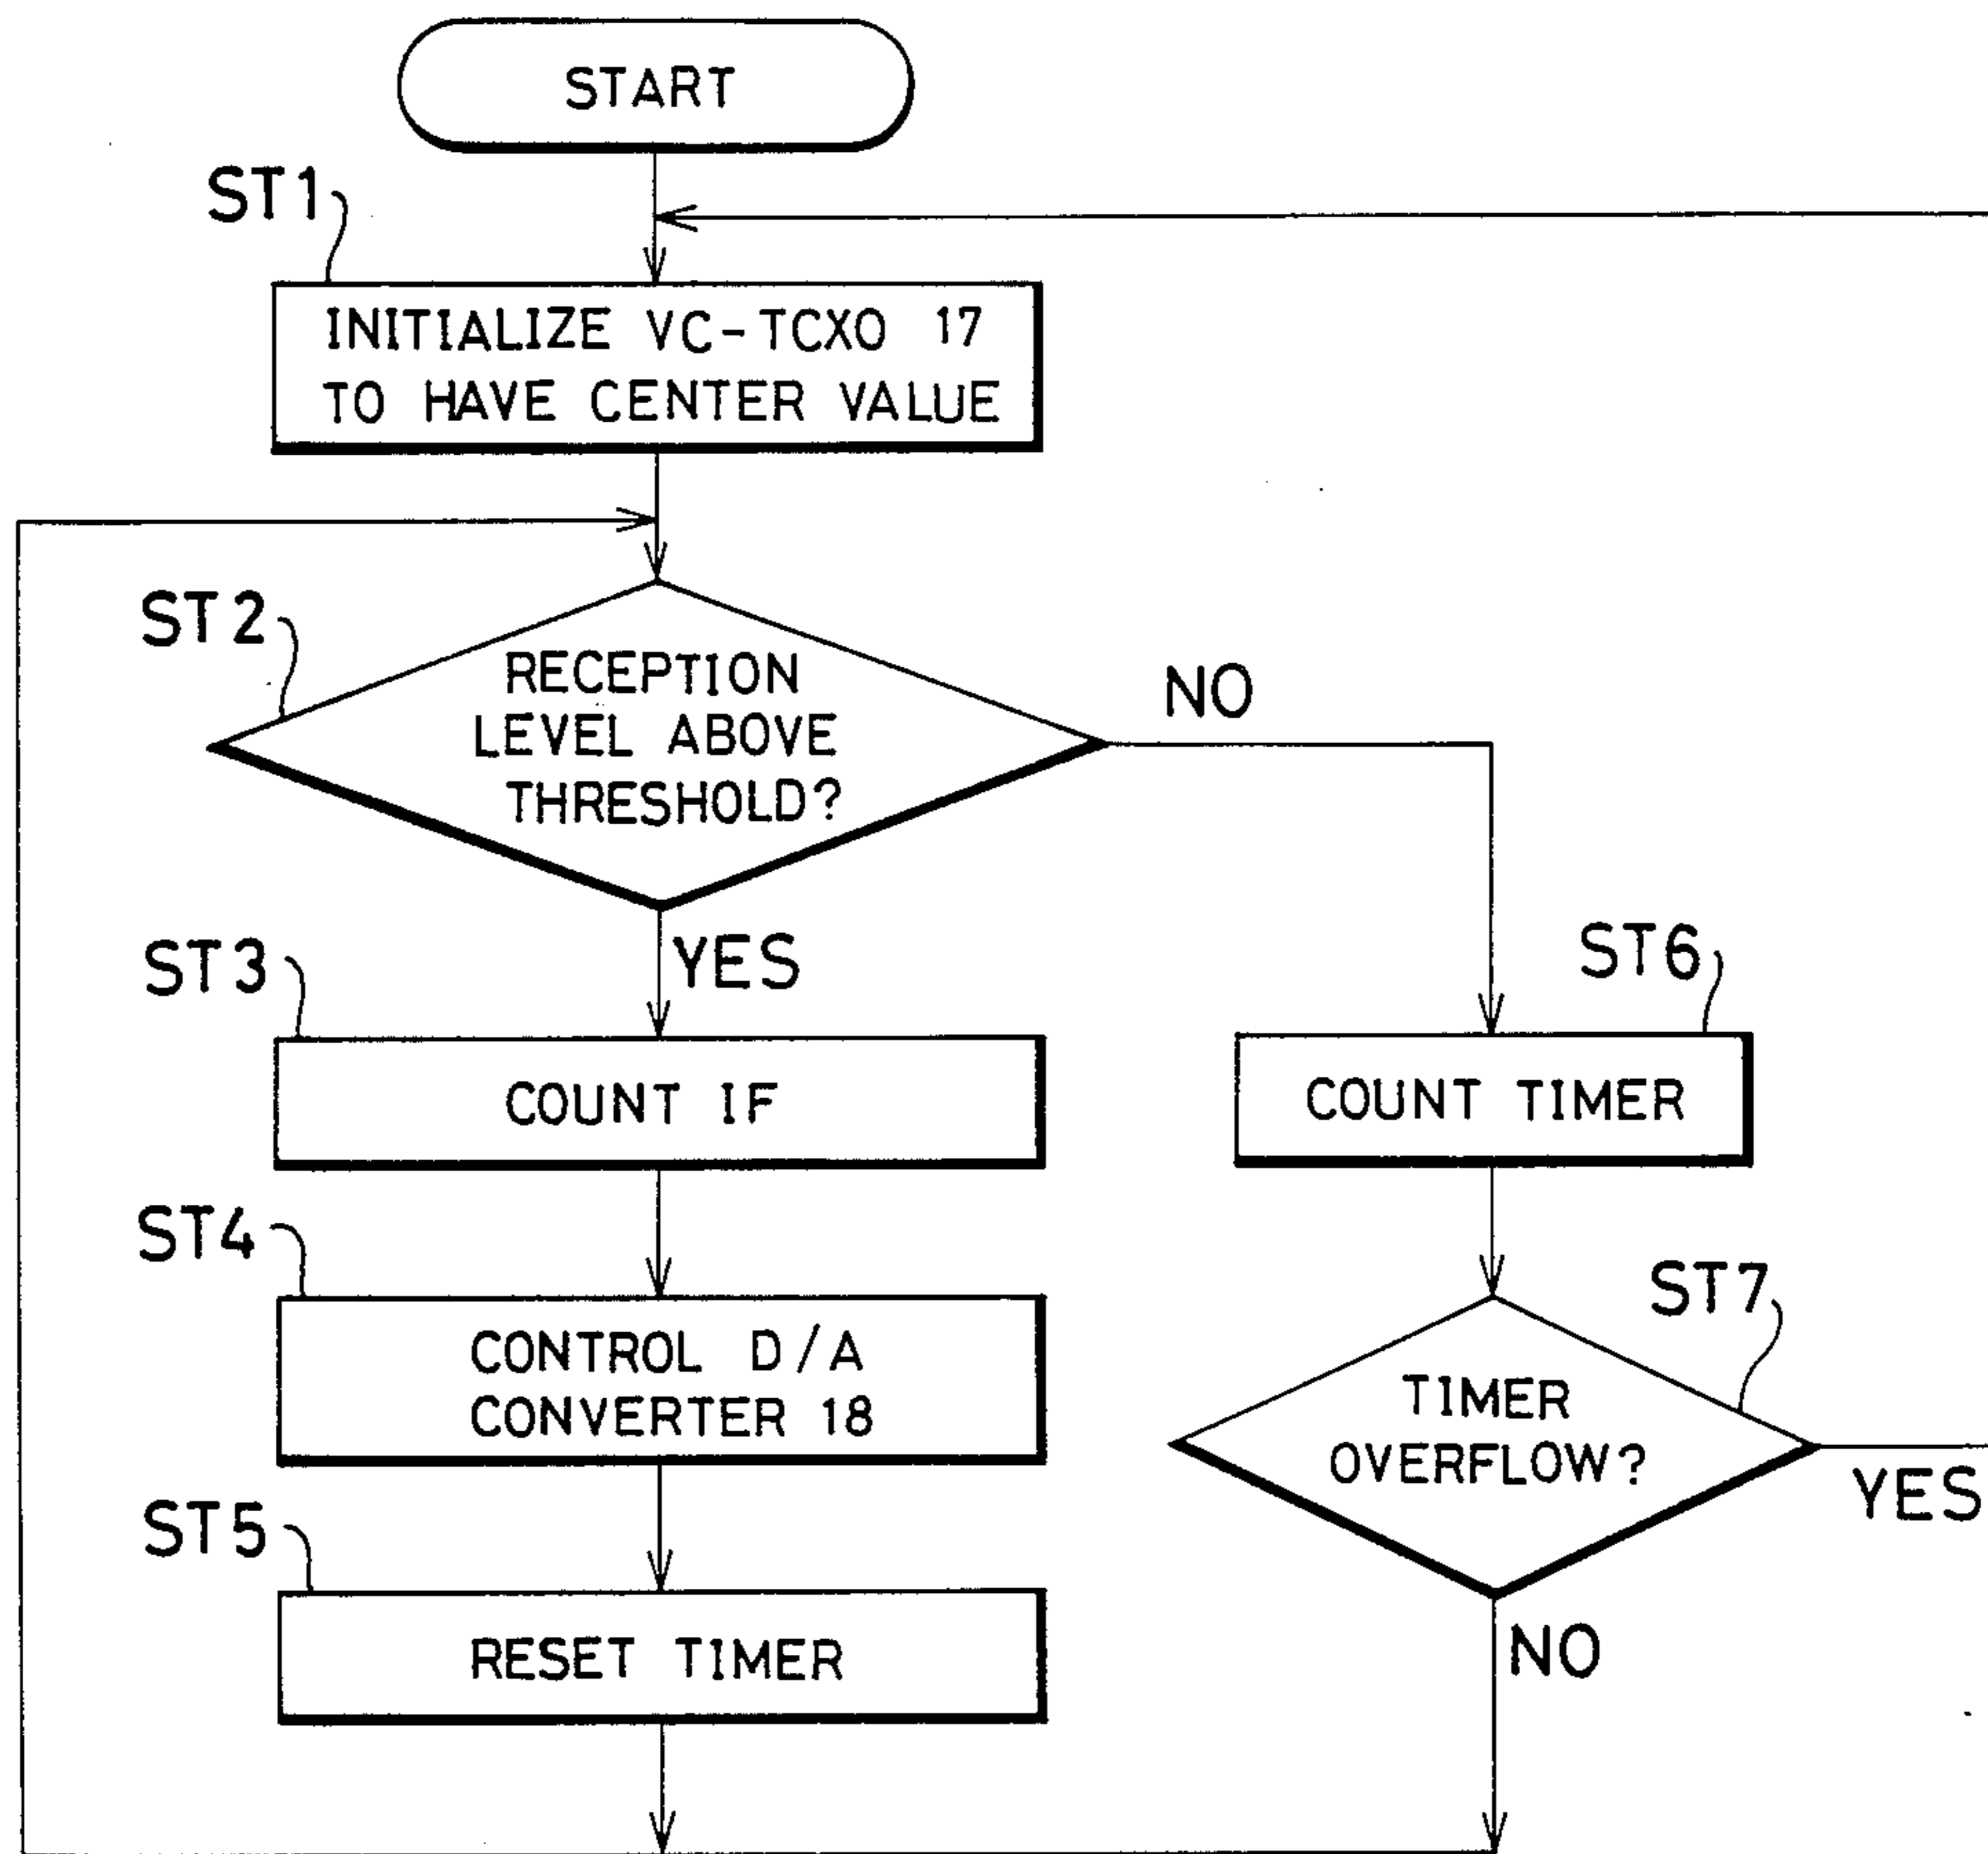 START
ST1
INITIALIZE VC-TCXO 17
TO HAVE CENTER VALUE
ST2
RECEPTION
LEVEL ABOVE
THRESHOLD?
NO
YES
ST3
COUNT IF
ST6
COUNT TIMER
ST4
CONTROL D/A
CONVERTER 18
ST7
TIMER
OVERFLOW?
YES
NO
ST5
RESET TIMER